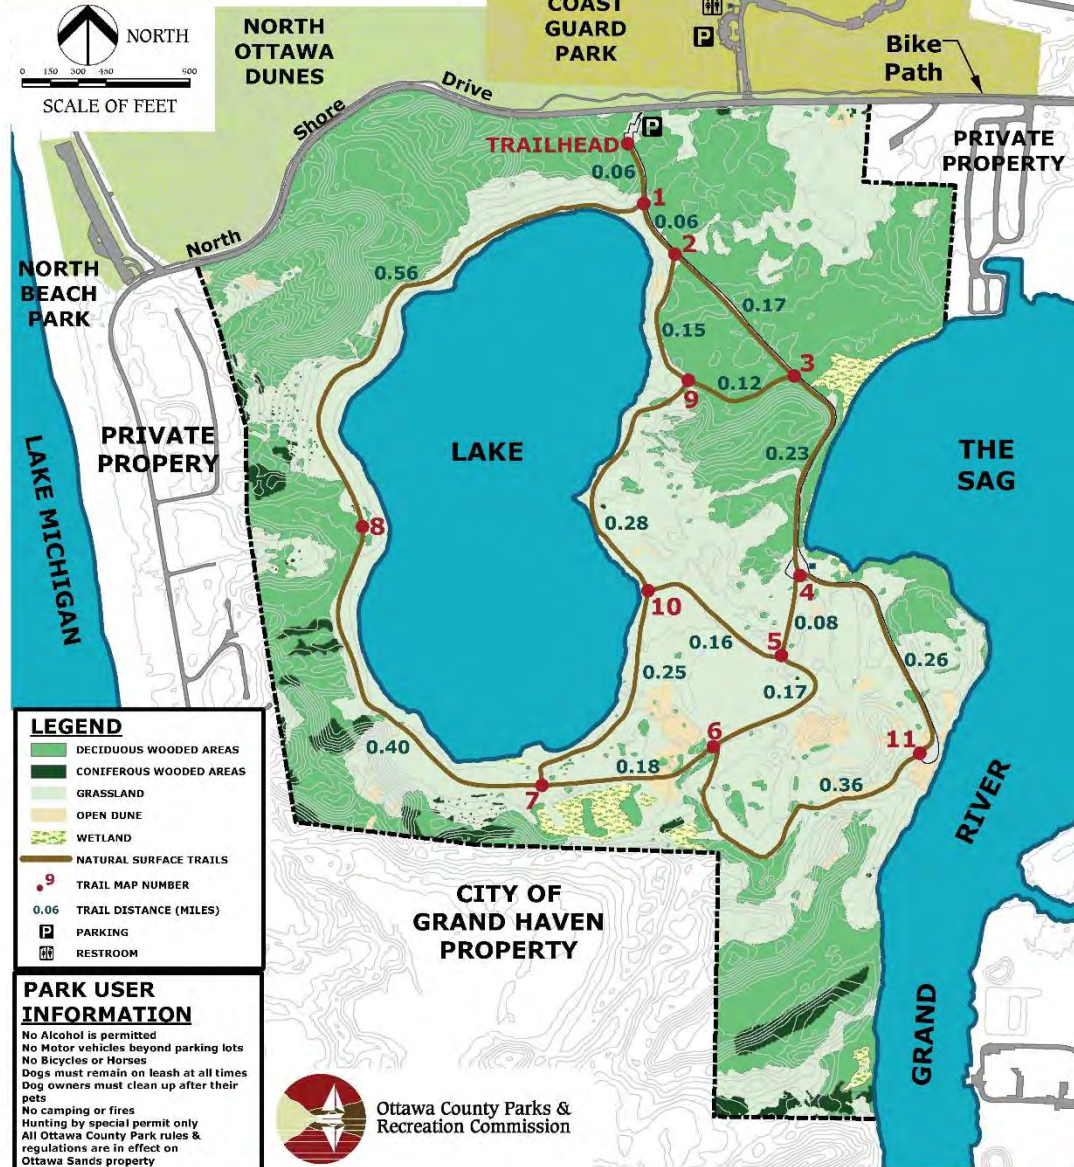 NORTH
0 150 300 450 900
SCALE OF FEET
NORTH
OTTAWA
DUNES
COAST
GUARD
PARK
P
Bike
Path
North Shore Drive
TRAILHEAD
P
PRIVATE
PROPERTY
0.06
1
0.06
2
0.56
0.17
0.15
3
0.12
9
NORTH
BEACH
PARK
PRIVATE
PROPERY
LAKE MICHIGAN
LAKE
THE
SAG
0.23
8
0.28
4
10
0.08
0.16
5
0.26
0.25
0.17
6
11
0.40
0.18
0.36
7
GRAND RIVER
CITY OF
GRAND HAVEN
PROPERTY
LEGEND
DECIDUOUS WOODED AREAS
CONIFEROUS WOODED AREAS
GRASSLAND
OPEN DUNE
WETLAND
NATURAL SURFACE TRAILS
9 TRAIL MAP NUMBER
0.06 TRAIL DISTANCE (MILES)
P PARKING
RESTROOM
PARK USER
INFORMATION
No Alcohol is permitted
No Motor vehicles beyond parking lots
No Bicycles or Horses
Dogs must remain on leash at all times
Dog owners must clean up after their
pets
No camping or fires
Hunting by special permit only
All Ottawa County Park rules &
regulations are in effect on
Ottawa Sands property
Ottawa County Parks &
Recreation Commission